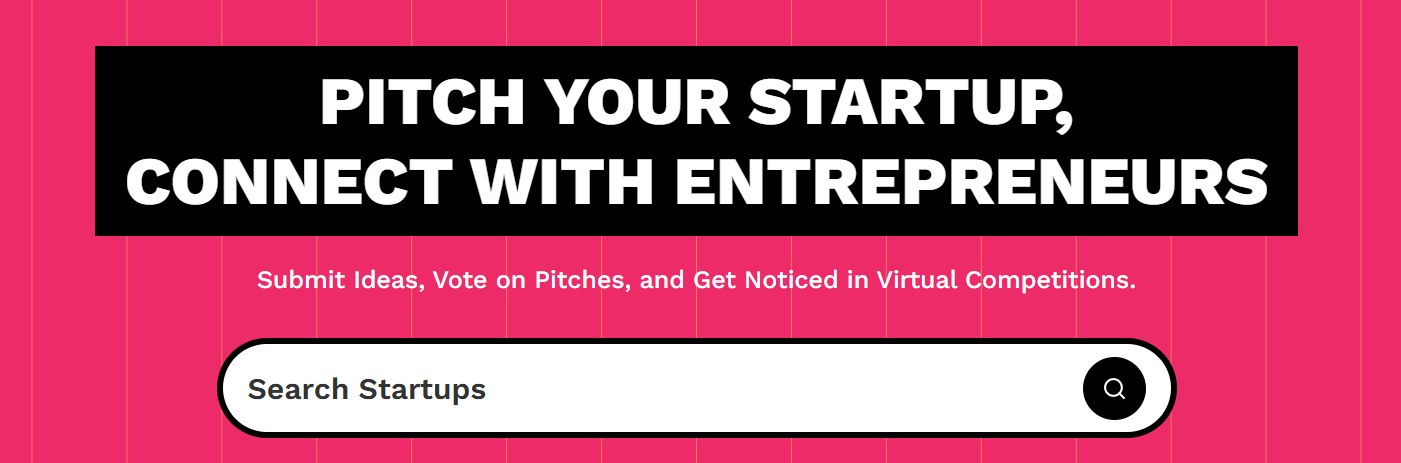 PITCH YOUR STARTUP,
CONNECT WITH ENTREPRENEURS
Submit Ideas, Vote on Pitches, and Get Noticed in Virtual Competitions.
Search Startups